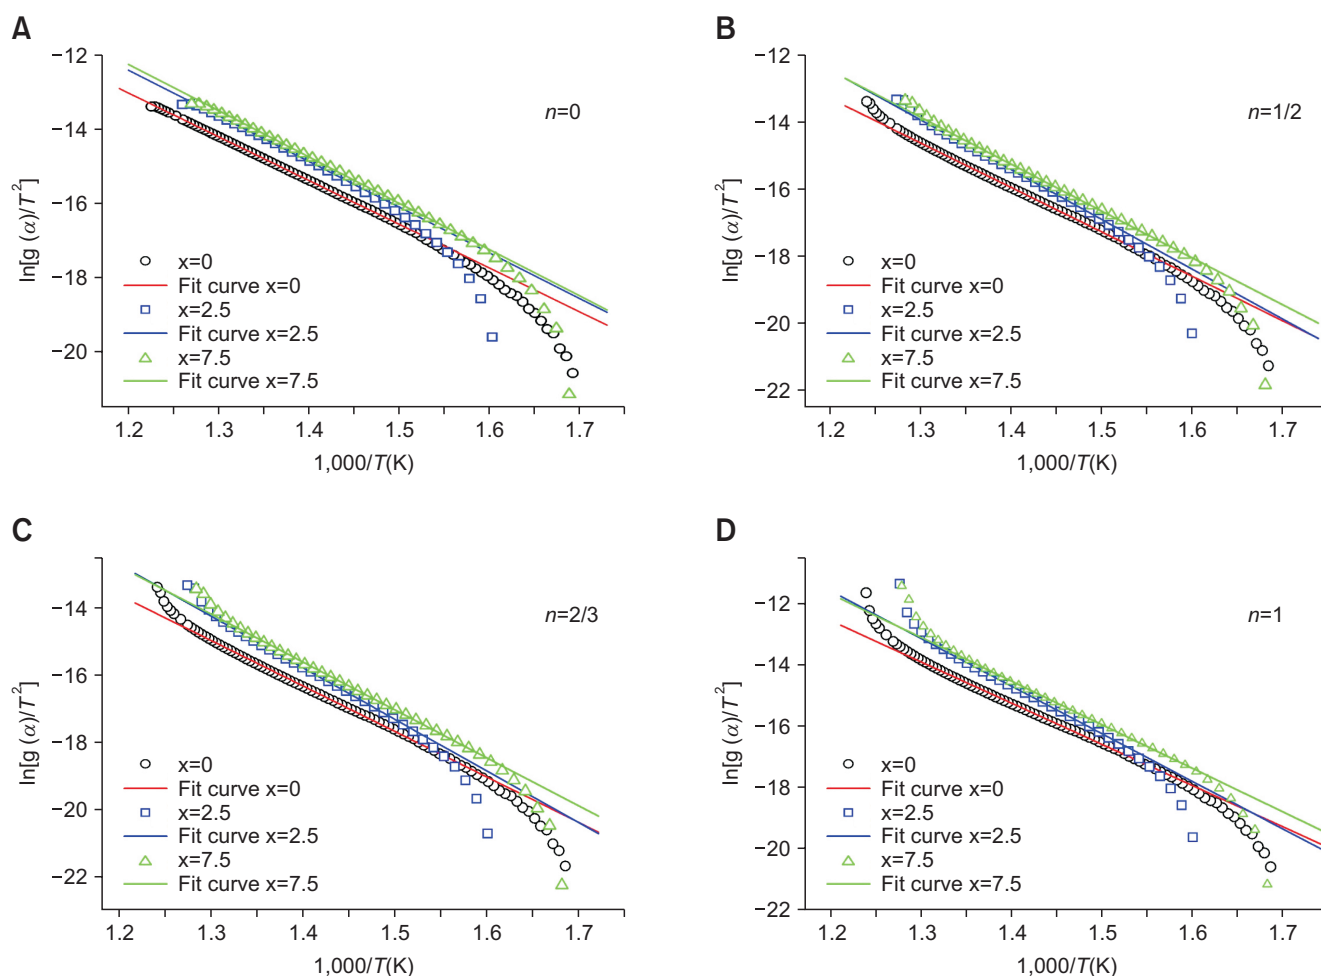 A
−12
−14
−16
−18
−20
ln[g (α)/T²]
n=0
x=0
Fit curve x=0
x=2.5
Fit curve x=2.5
x=7.5
Fit curve x=7.5
1.2 1.3 1.4 1.5 1.6 1.7
1,000/T(K)
B
−12
−14
−16
−18
−20
−22
ln[g (α)/T²]
n=1/2
x=0
Fit curve x=0
x=2.5
Fit curve x=2.5
x=7.5
Fit curve x=7.5
1.2 1.3 1.4 1.5 1.6 1.7
1,000/T(K)
C
−14
−16
−18
−20
−22
ln[g (α)/T²]
n=2/3
x=0
Fit curve x=0
x=2.5
Fit curve x=2.5
x=7.5
Fit curve x=7.5
1.2 1.3 1.4 1.5 1.6 1.7
1,000/T(K)
D
−12
−14
−16
−18
−20
−22
ln[g (α)/T²]
n=1
x=0
Fit curve x=0
x=2.5
Fit curve x=2.5
x=7.5
Fit curve x=7.5
1.2 1.3 1.4 1.5 1.6 1.7
1,000/T(K)